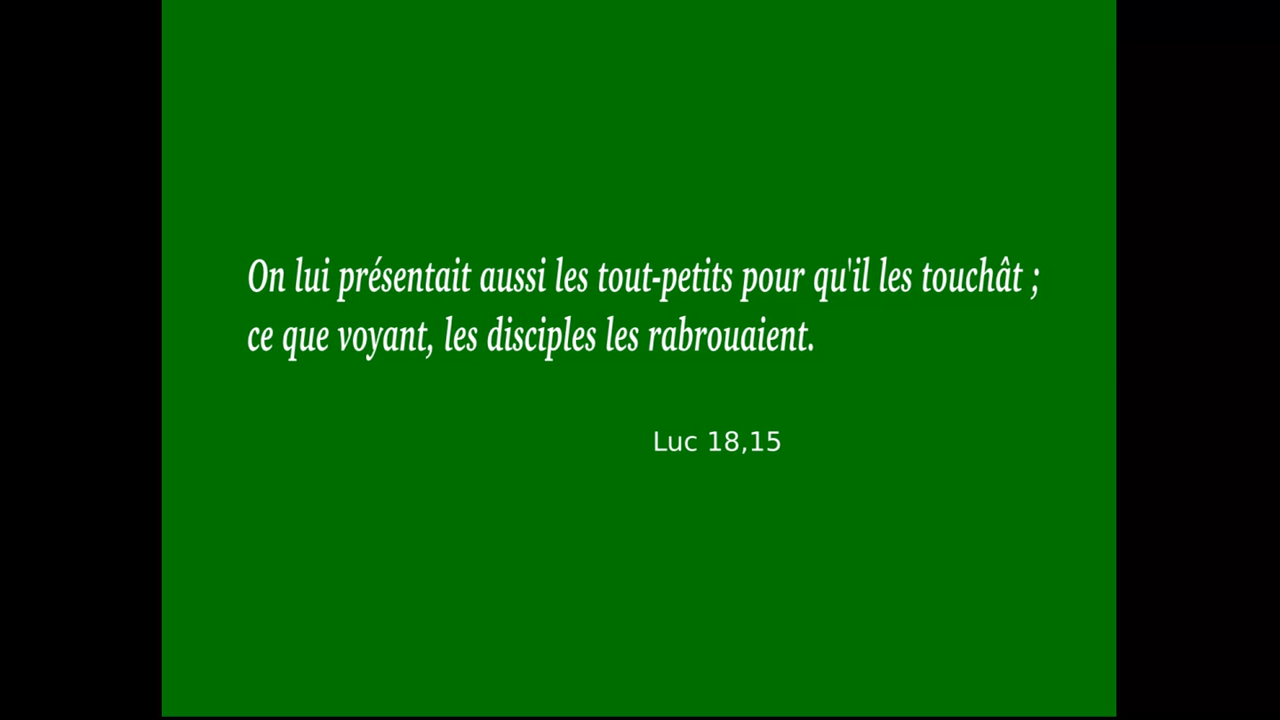 On lui présentait aussi les tout-petits pour qu'il les touchât ;
ce que voyant, les disciples les rabrouaient.
Luc 18,15